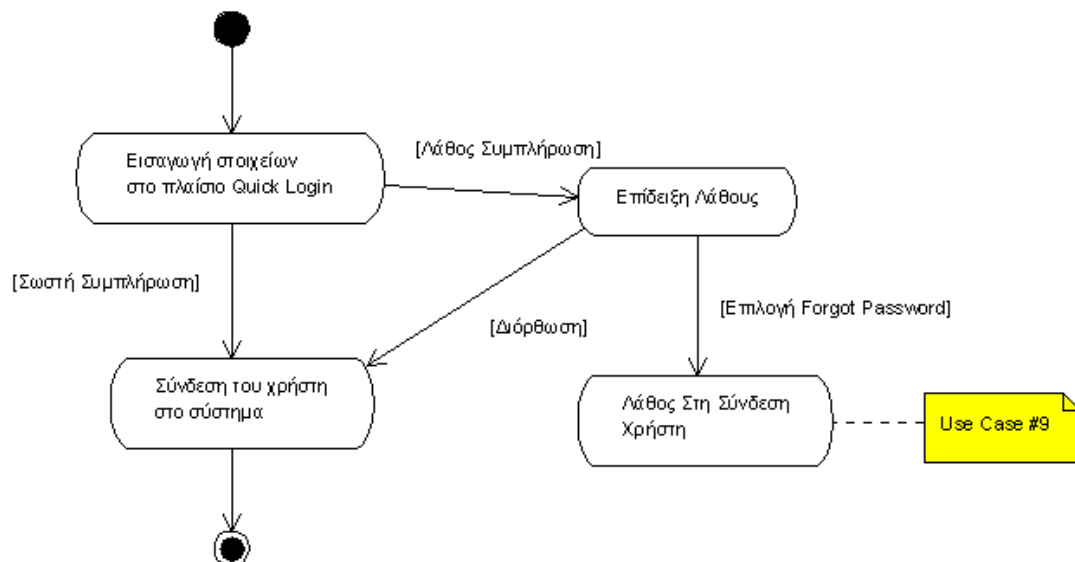 Εισαγωγή στοιχείων
στο πλαίσιο Quick Login
[Λάθος Συμπλήρωση]
Επίδειξη Λάθους
[Σωστή Συμπλήρωση]
[Διόρθωση]
[Επιλογή Forgot Password]
Σύνδεση του χρήστη
στο σύστημα
Λάθος Στη Σύνδεση
Χρήστη
Use Case #9